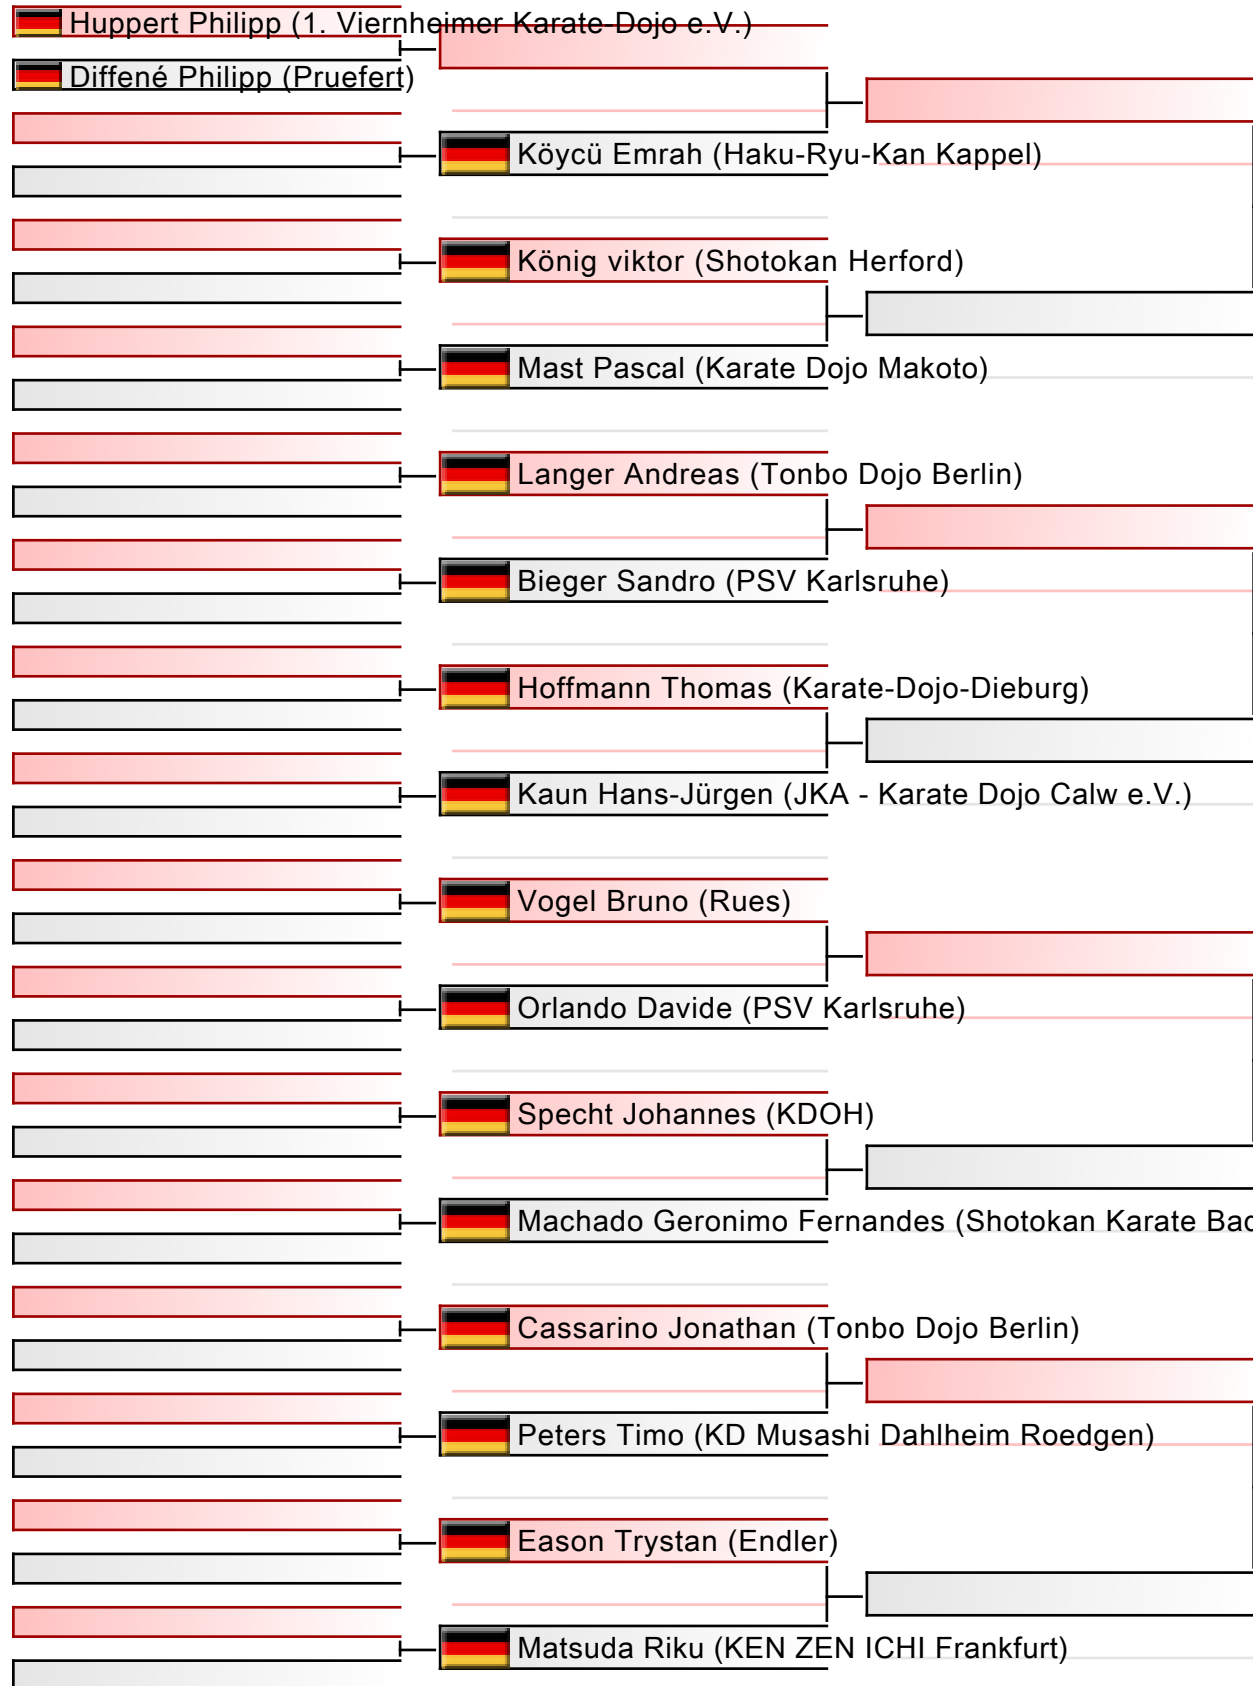 Huppert Philipp (1. Viernheimer Karate-Dojo e.V.)
Diffené Philipp (Pruefert)
Köycü Emrah (Haku-Ryu-Kan Kappel)
König viktor (Shotokan Herford)
Mast Pascal (Karate Dojo Makoto)
Langer Andreas (Tonbo Dojo Berlin)
Bieger Sandro (PSV Karlsruhe)
Hoffmann Thomas (Karate-Dojo-Dieburg)
Kaun Hans-Jürgen (JKA - Karate Dojo Calw e.V.)
Vogel Bruno (Rues)
Orlando Davide (PSV Karlsruhe)
Specht Johannes (KDOH)
Machado Geronimo Fernandes (Shotokan Karate
Cassarino Jonathan (Tonbo Dojo Berlin)
Peters Timo (KD Musashi Dahlheim Roedgen)
Eason Trystan (Endler)
Matsuda Riku (KEN ZEN ICHI Frankfurt)